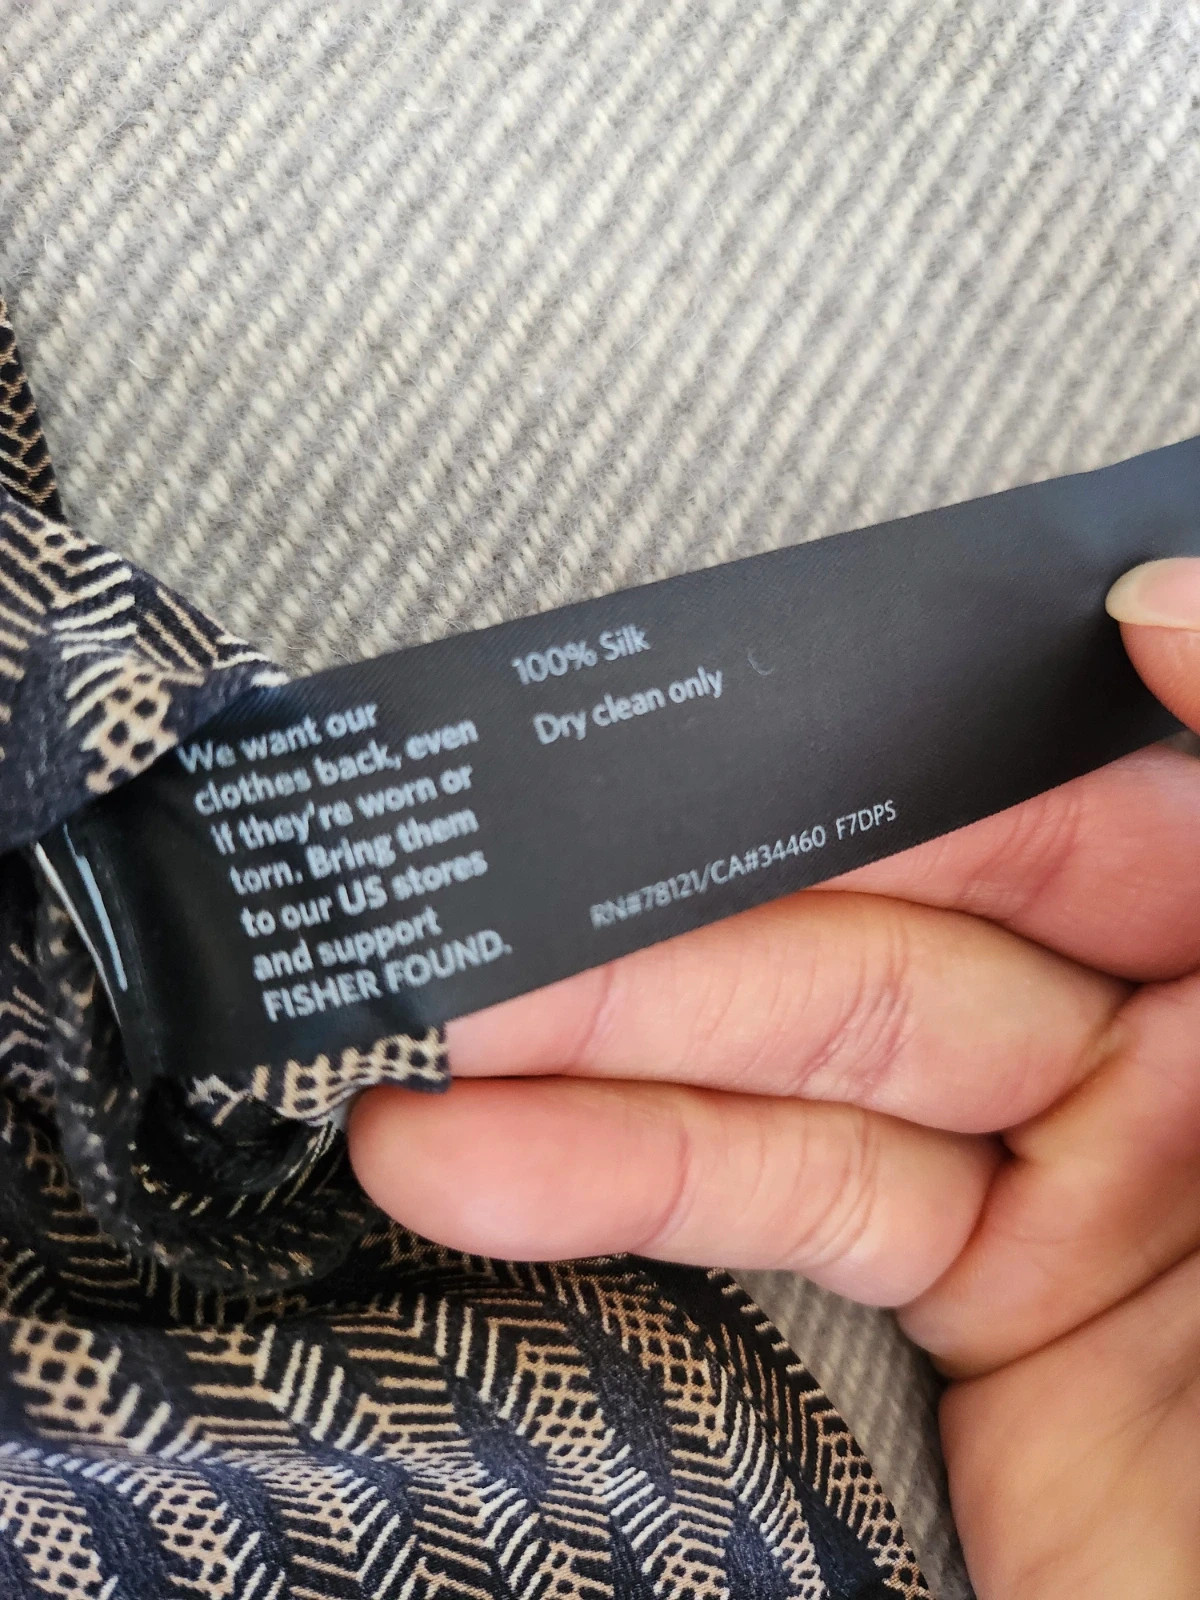 We want our
clothes back, even
if they're worn or
torn. Bring them
to our US stores
and support
FISHER FOUND.
100% Silk
Dry clean only
RN#78121/CA#34460 F7DPS